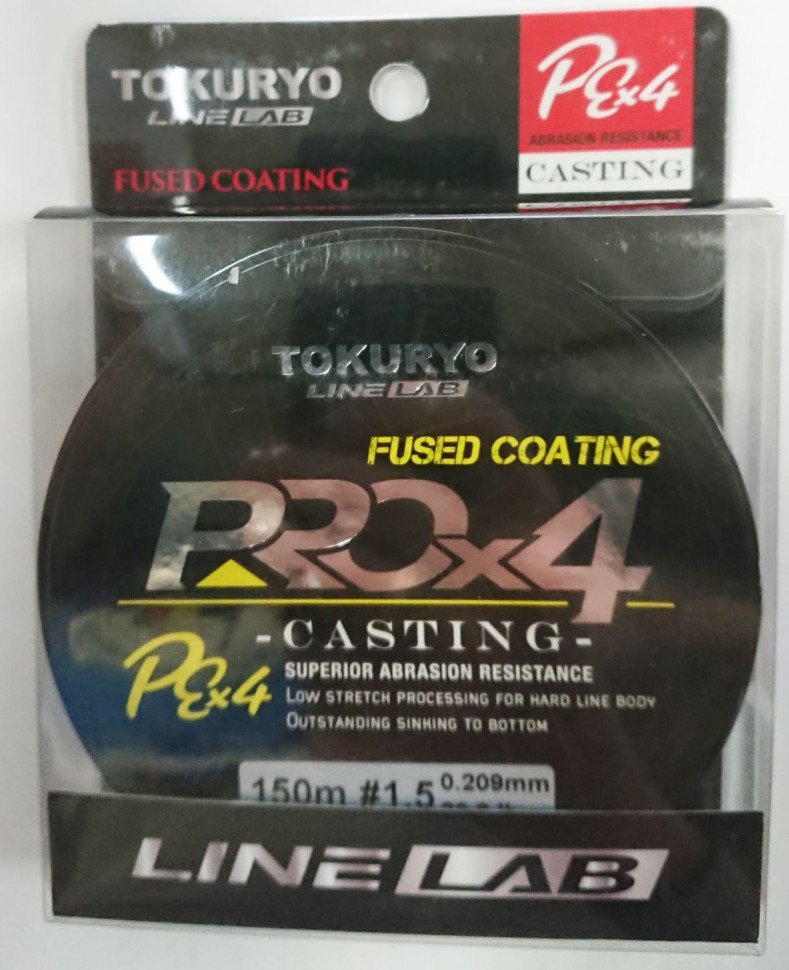 TOKURYO
LINE LAB
FUSED COATING
PEx4
ABRASION RESISTANCE
CASTING
TOKURYO
LINE LAB
FUSED COATING
PROx4
-CASTING-
PEx4
SUPERIOR ABRASION RESISTANCE
LOW STRETCH PROCESSING FOR HARD LINE BODY
OUTSTANDING SINKING TO BOTTOM
150m #1.5 0.209mm
LINE LAB